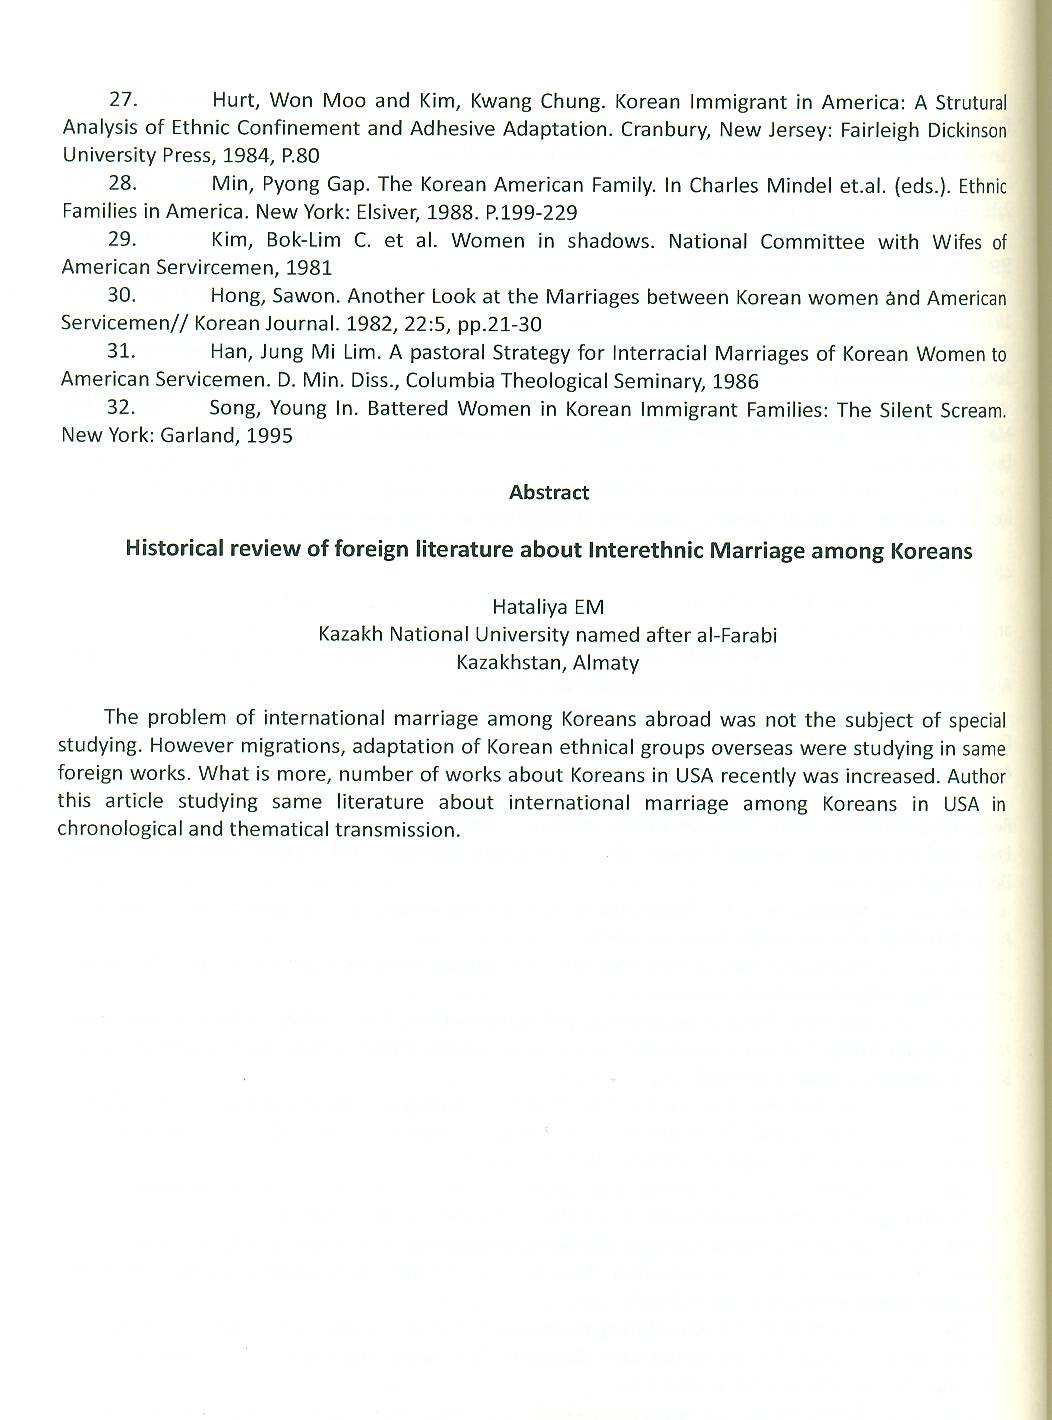 27. Hurt, Won Moo and Kim, Kwang Chung. Korean Immigrant in America: A Strutural
Analysis of Ethnic Confinement and Adhesive Adaptation. Cranbury, New Jersey: Fairleigh Dickinson
University Press, 1984, P.80
28. Min, Pyong Gap. The Korean American Family. In Charles Mindel et.al. (eds.). Ethnic
Families in America. New York: Elsiver, 1988. P.199-229
29. Kim, Bok-Lim C. et al. Women in shadows. National Committee with Wifes of
American Servircemen, 1981
30. Hong, Sawon. Another Look at the Marriages between Korean women and American
Servicemen// Korean Journal. 1982, 22:5, pp.21-30
31. Han, Jung Mi Lim. A pastoral Strategy for Interracial Marriages of Korean Women to
American Servicemen. D. Min. Diss., Columbia Theological Seminary, 1986
32. Song, Young In. Battered Women in Korean Immigrant Families: The Silent Scream.
New York: Garland, 1995
Abstract
Historical review of foreign literature about Interethnic Marriage among Koreans
Hataliya EM
Kazakh National University named after al-Farabi
Kazakhstan, Almaty
The problem of international marriage among Koreans abroad was not the subject of special
studying. However migrations, adaptation of Korean ethnical groups overseas were studying in same
foreign works. What is more, number of works about Koreans in USA recently was increased. Author
this article studying same literature about international marriage among Koreans in USA in
chronological and thematical transmission.